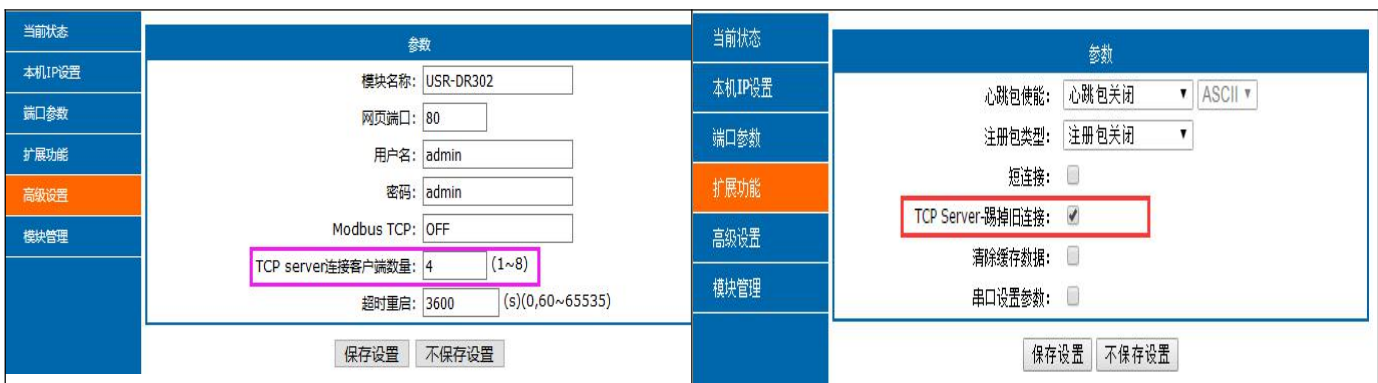 当前状态
本机IP设置
端口参数
扩展功能
高级设置
模块管理
参数
模块名称: USR-DR302
网页端口: 80
用户名: admin
密码: admin
Modbus TCP: OFF
TCP server连接客户端数量: 4 (1~8)
超时重启: 3600 (s)(0,60~65535)
保存设置 不保存设置
当前状态
本机IP设置
端口参数
扩展功能
高级设置
模块管理
参数
心跳包使能: 心跳包关闭 ASCII
注册包类型: 注册包关闭
短连接:
TCP Server-踢掉旧连接:
清除缓存数据:
串口设置参数:
保存设置 不保存设置